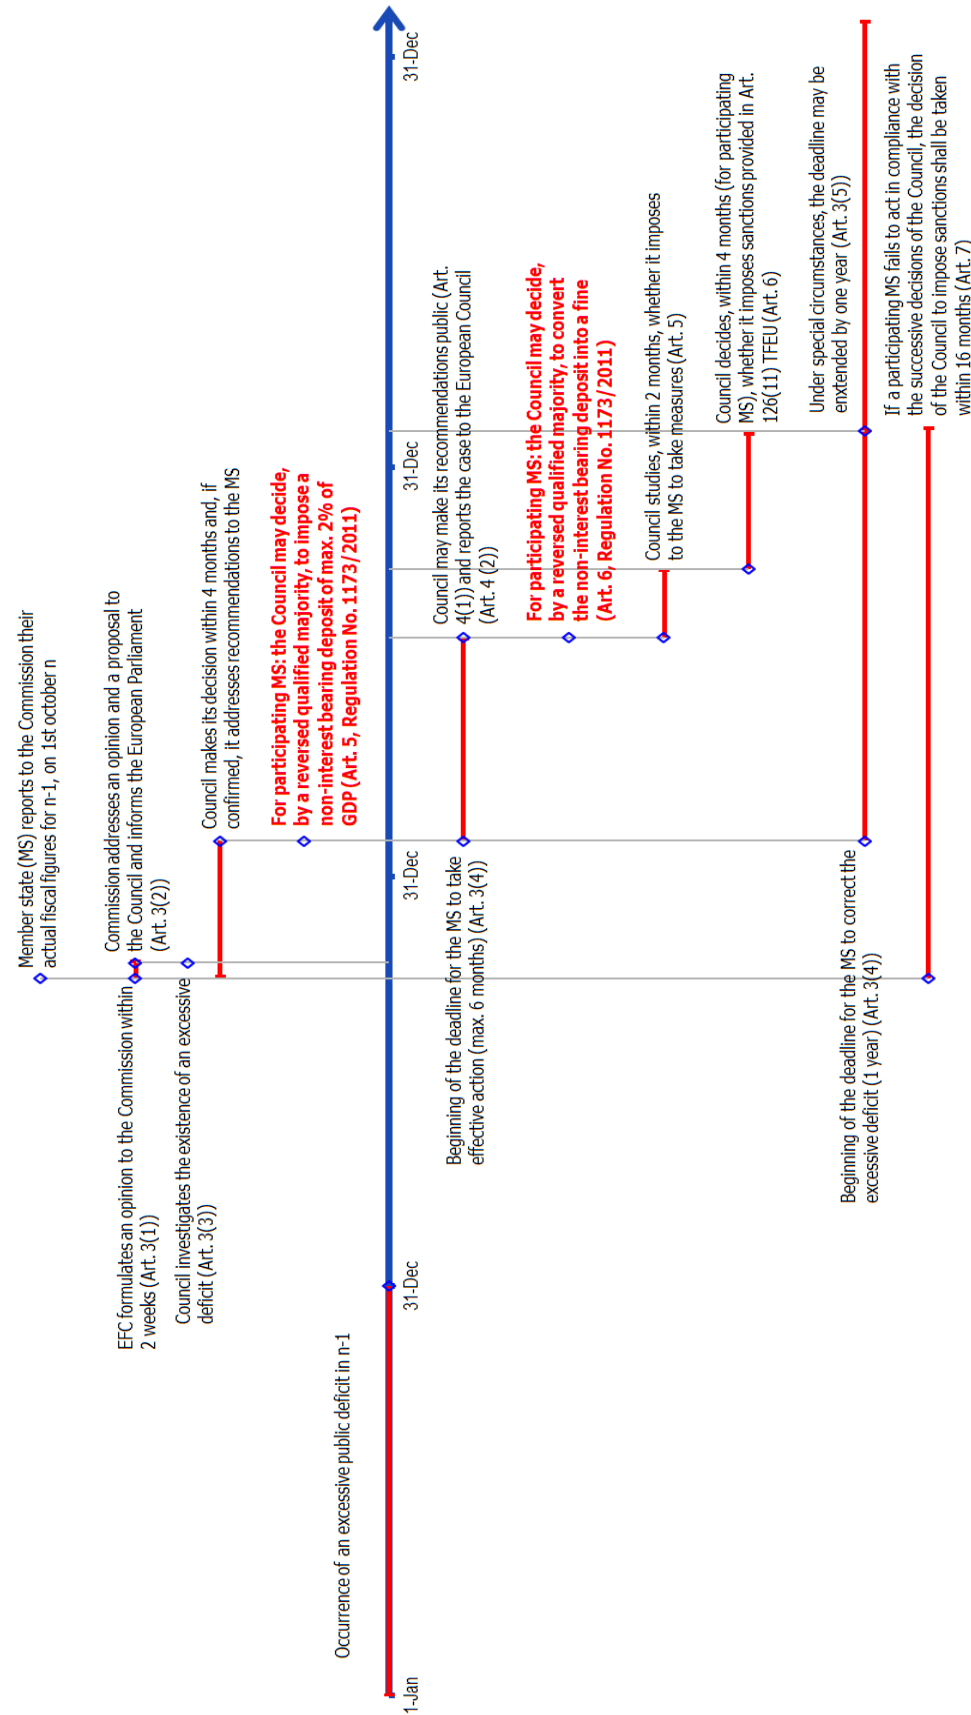 Member state (MS) reports to the Commission their
actual fiscal figures for n-1, on 1st october n
EFC formulates an opinion to the Commission within
2 weeks (Art. 3(1))
Commission addresses an opinion and a proposal to
the Council and informs the European Parliament
(Art. 3(2))
Council investigates the existence of an excessive
deficit (Art. 3(3))
Council makes its decision within 4 months and, if
confirmed, it addresses recommendations to the MS
For participating MS: the Council may decide,
by a reversed qualified majority, to impose a
non-interest bearing deposit of max. 2% of
GDP (Art. 5, Regulation No. 1173/2011)
Occurrence of an excessive public deficit in n-1
1-Jan
31-Dec
31-Dec
31-Dec
31-Dec
Beginning of the deadline for the MS to take
effective action (max. 6 months) (Art. 3(4))
Council may make its recommendations public (Art.
4(1)) and reports the case to the European Council
(Art. 4 (2))
For participating MS: the Council may decide,
by a reversed qualified majority, to convert
the non-interest bearing deposit into a fine
(Art. 6, Regulation No. 1173/2011)
Council studies, within 2 months, whether it imposes
to the MS to take measures (Art. 5)
Council decides, within 4 months (for participating
MS), whether it imposes sanctions provided in Art.
126(11) TFEU (Art. 6)
Beginning of the deadline for the MS to correct the
excessive deficit (1 year) (Art. 3(4))
Under special circumstances, the deadline may be
enxtended by one year (Art. 3(5))
If a participating MS fails to act in compliance with
the successive decisions of the Council, the decision
of the Council to impose sanctions shall be taken
within 16 months (Art. 7)